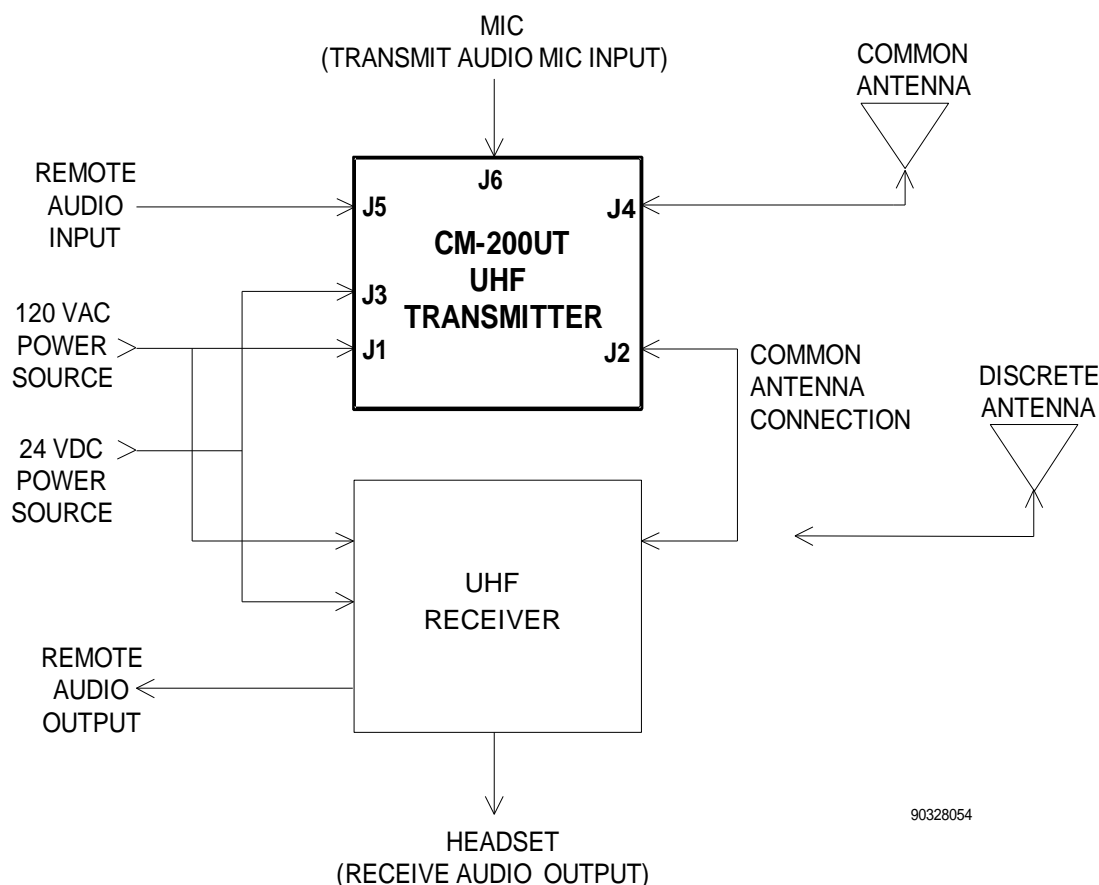 MIC
(TRANSMIT AUDIO MIC INPUT)
COMMON
ANTENNA
REMOTE
AUDIO
INPUT
J6
J5
J4
CM-200UT
UHF
TRANSMITTER
J3
J1
J2
120 VAC
POWER
SOURCE
COMMON
ANTENNA
CONNECTION
DISCRETE
ANTENNA
24 VDC
POWER
SOURCE
UHF
RECEIVER
REMOTE
AUDIO
OUTPUT
HEADSET
(RECEIVE AUDIO OUTPUT)
90328054